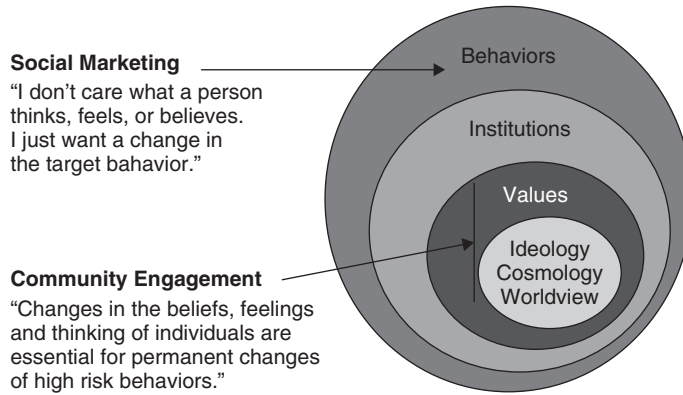 Social Marketing
“I don’t care what a person
thinks, feels, or believes.
I just want a change in
the target bahavior.”
Community Engagement
“Changes in the beliefs, feelings
and thinking of individuals are
essential for permanent changes
of high risk behaviors.”
Behaviors
Institutions
Values
Ideology
Cosmology
Worldview